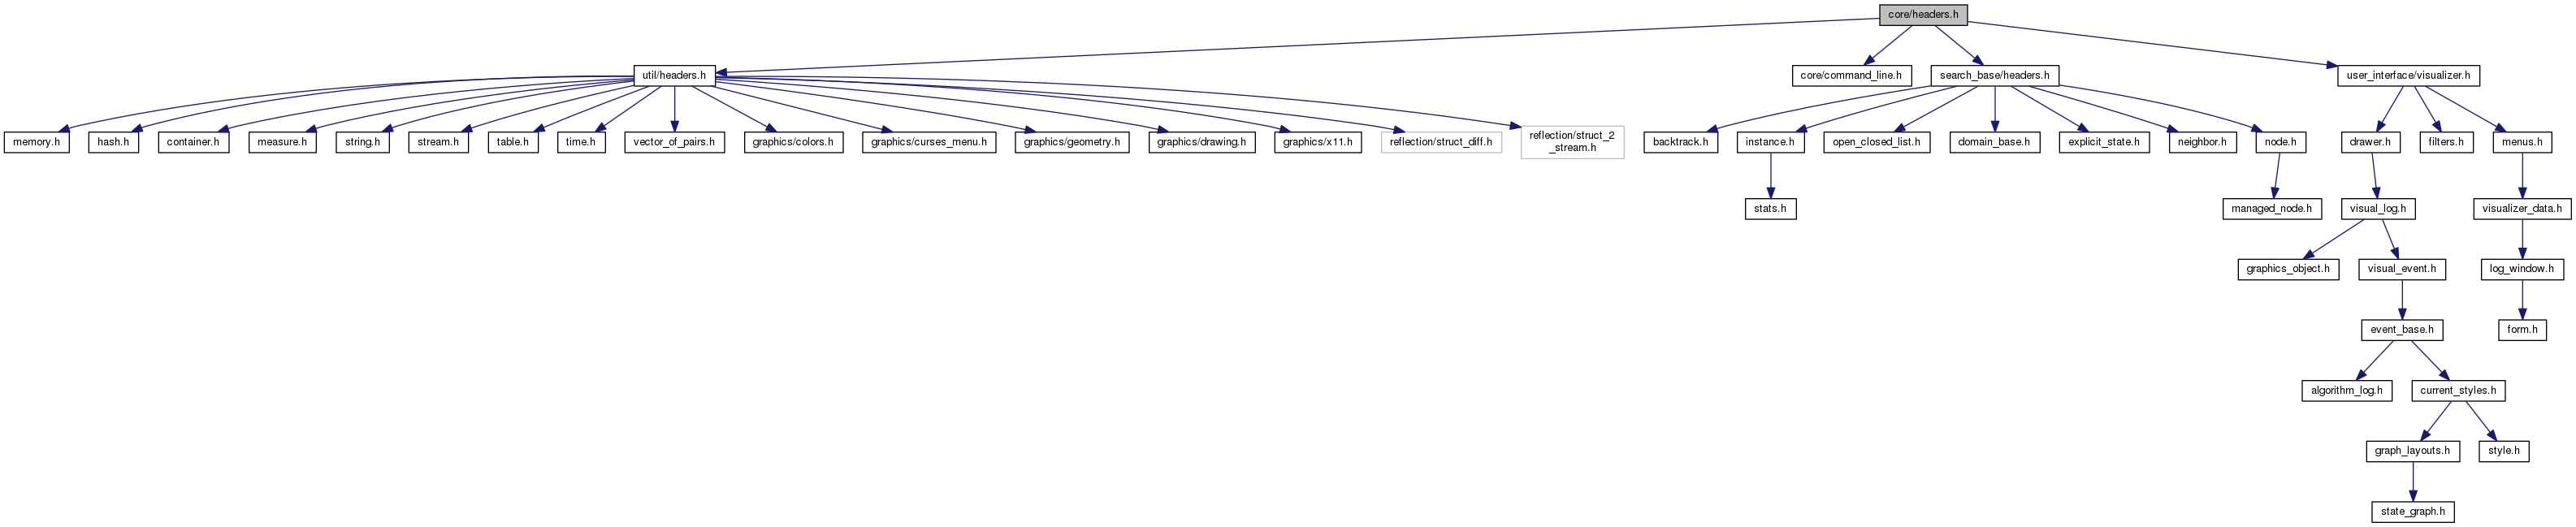 core/headers.h
util/headers.h
core/command_line.h
search_base/headers.h
user_interface/visualizer.h
memory.h
hash.h
container.h
measure.h
string.h
stream.h
table.h
time.h
vector_of_pairs.h
graphics/colors.h
graphics/curses_menu.h
graphics/geometry.h
graphics/drawing.h
graphics/x11.h
reflection/struct_diff.h
reflection/struct_2
_stream.h
backtrack.h
instance.h
open_closed_list.h
domain_base.h
explicit_state.h
neighbor.h
node.h
drawer.h
filters.h
menus.h
stats.h
managed_node.h
visual_log.h
visualizer_data.h
graphics_object.h
visual_event.h
log_window.h
event_base.h
form.h
algorithm_log.h
current_styles.h
graph_layouts.h
style.h
state_graph.h